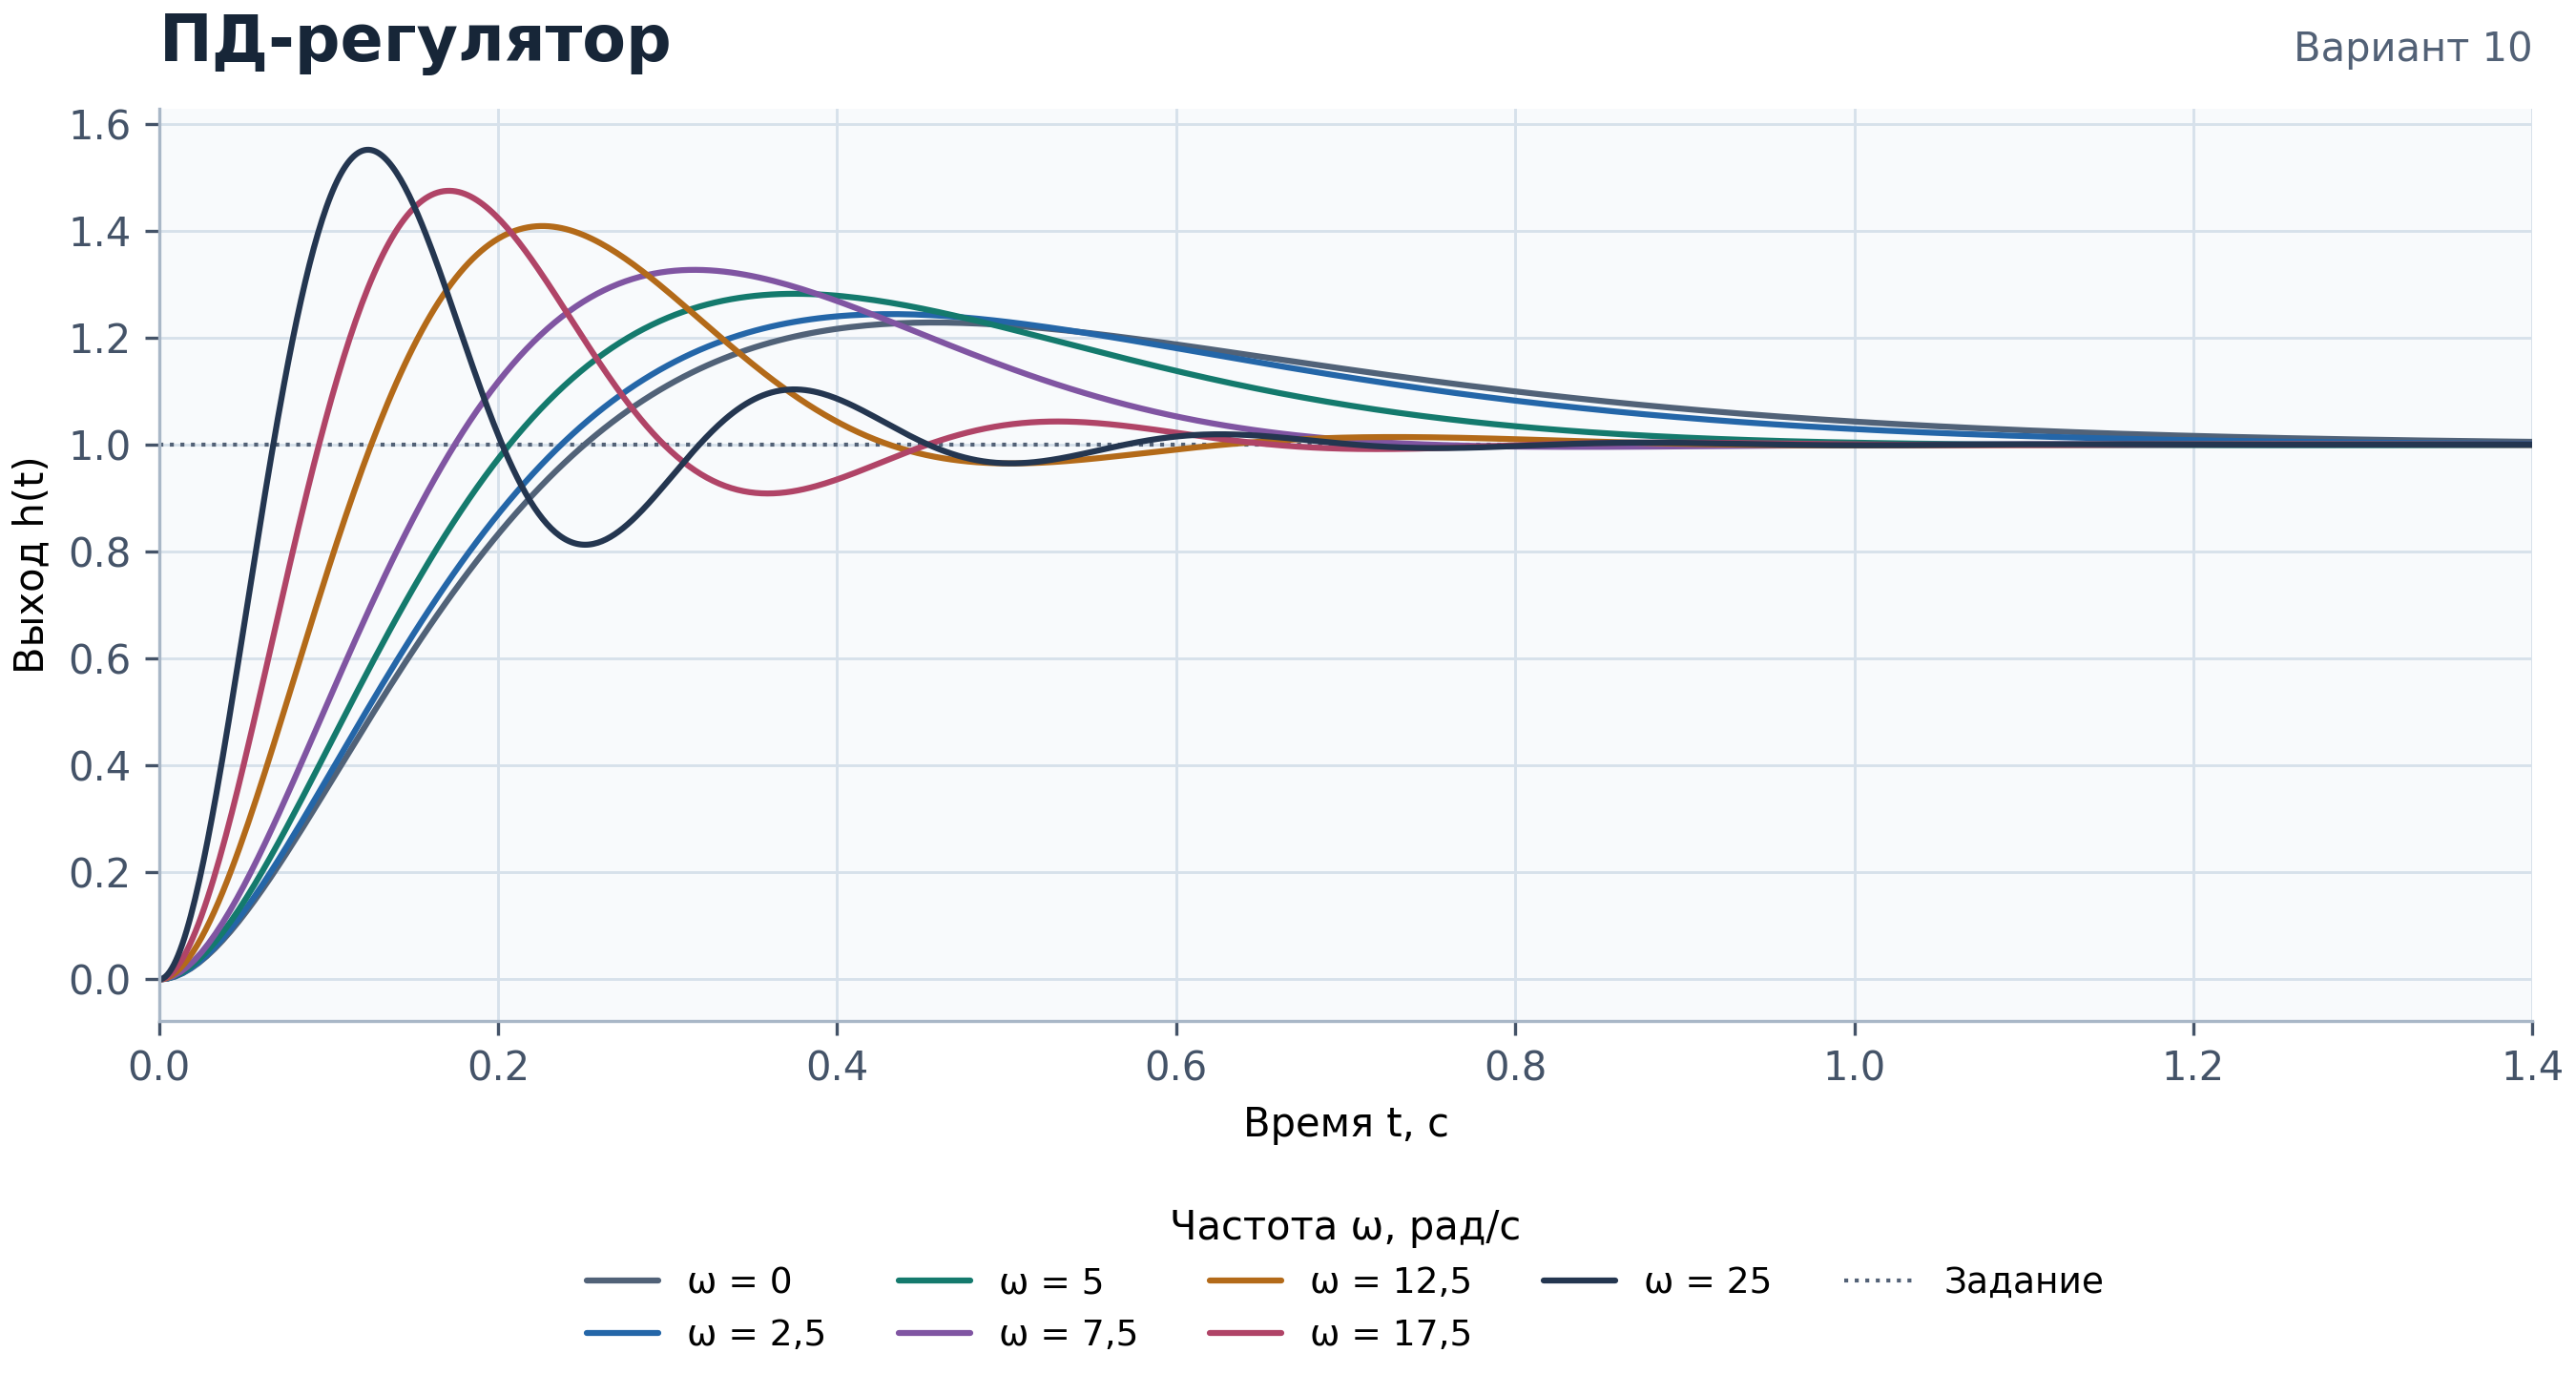 ПД-регулятор
Вариант 10
1.6
1.4
1.2
1.0
0.8
0.6
0.4
0.2
0.0
Выход h(t)
0.0 0.2 0.4 0.6 0.8 1.0 1.2 1.4
Время t, с
Частота ω, рад/с
ω = 0 ω = 5 ω = 12,5 ω = 25 Задание
ω = 2,5 ω = 7,5 ω = 17,5